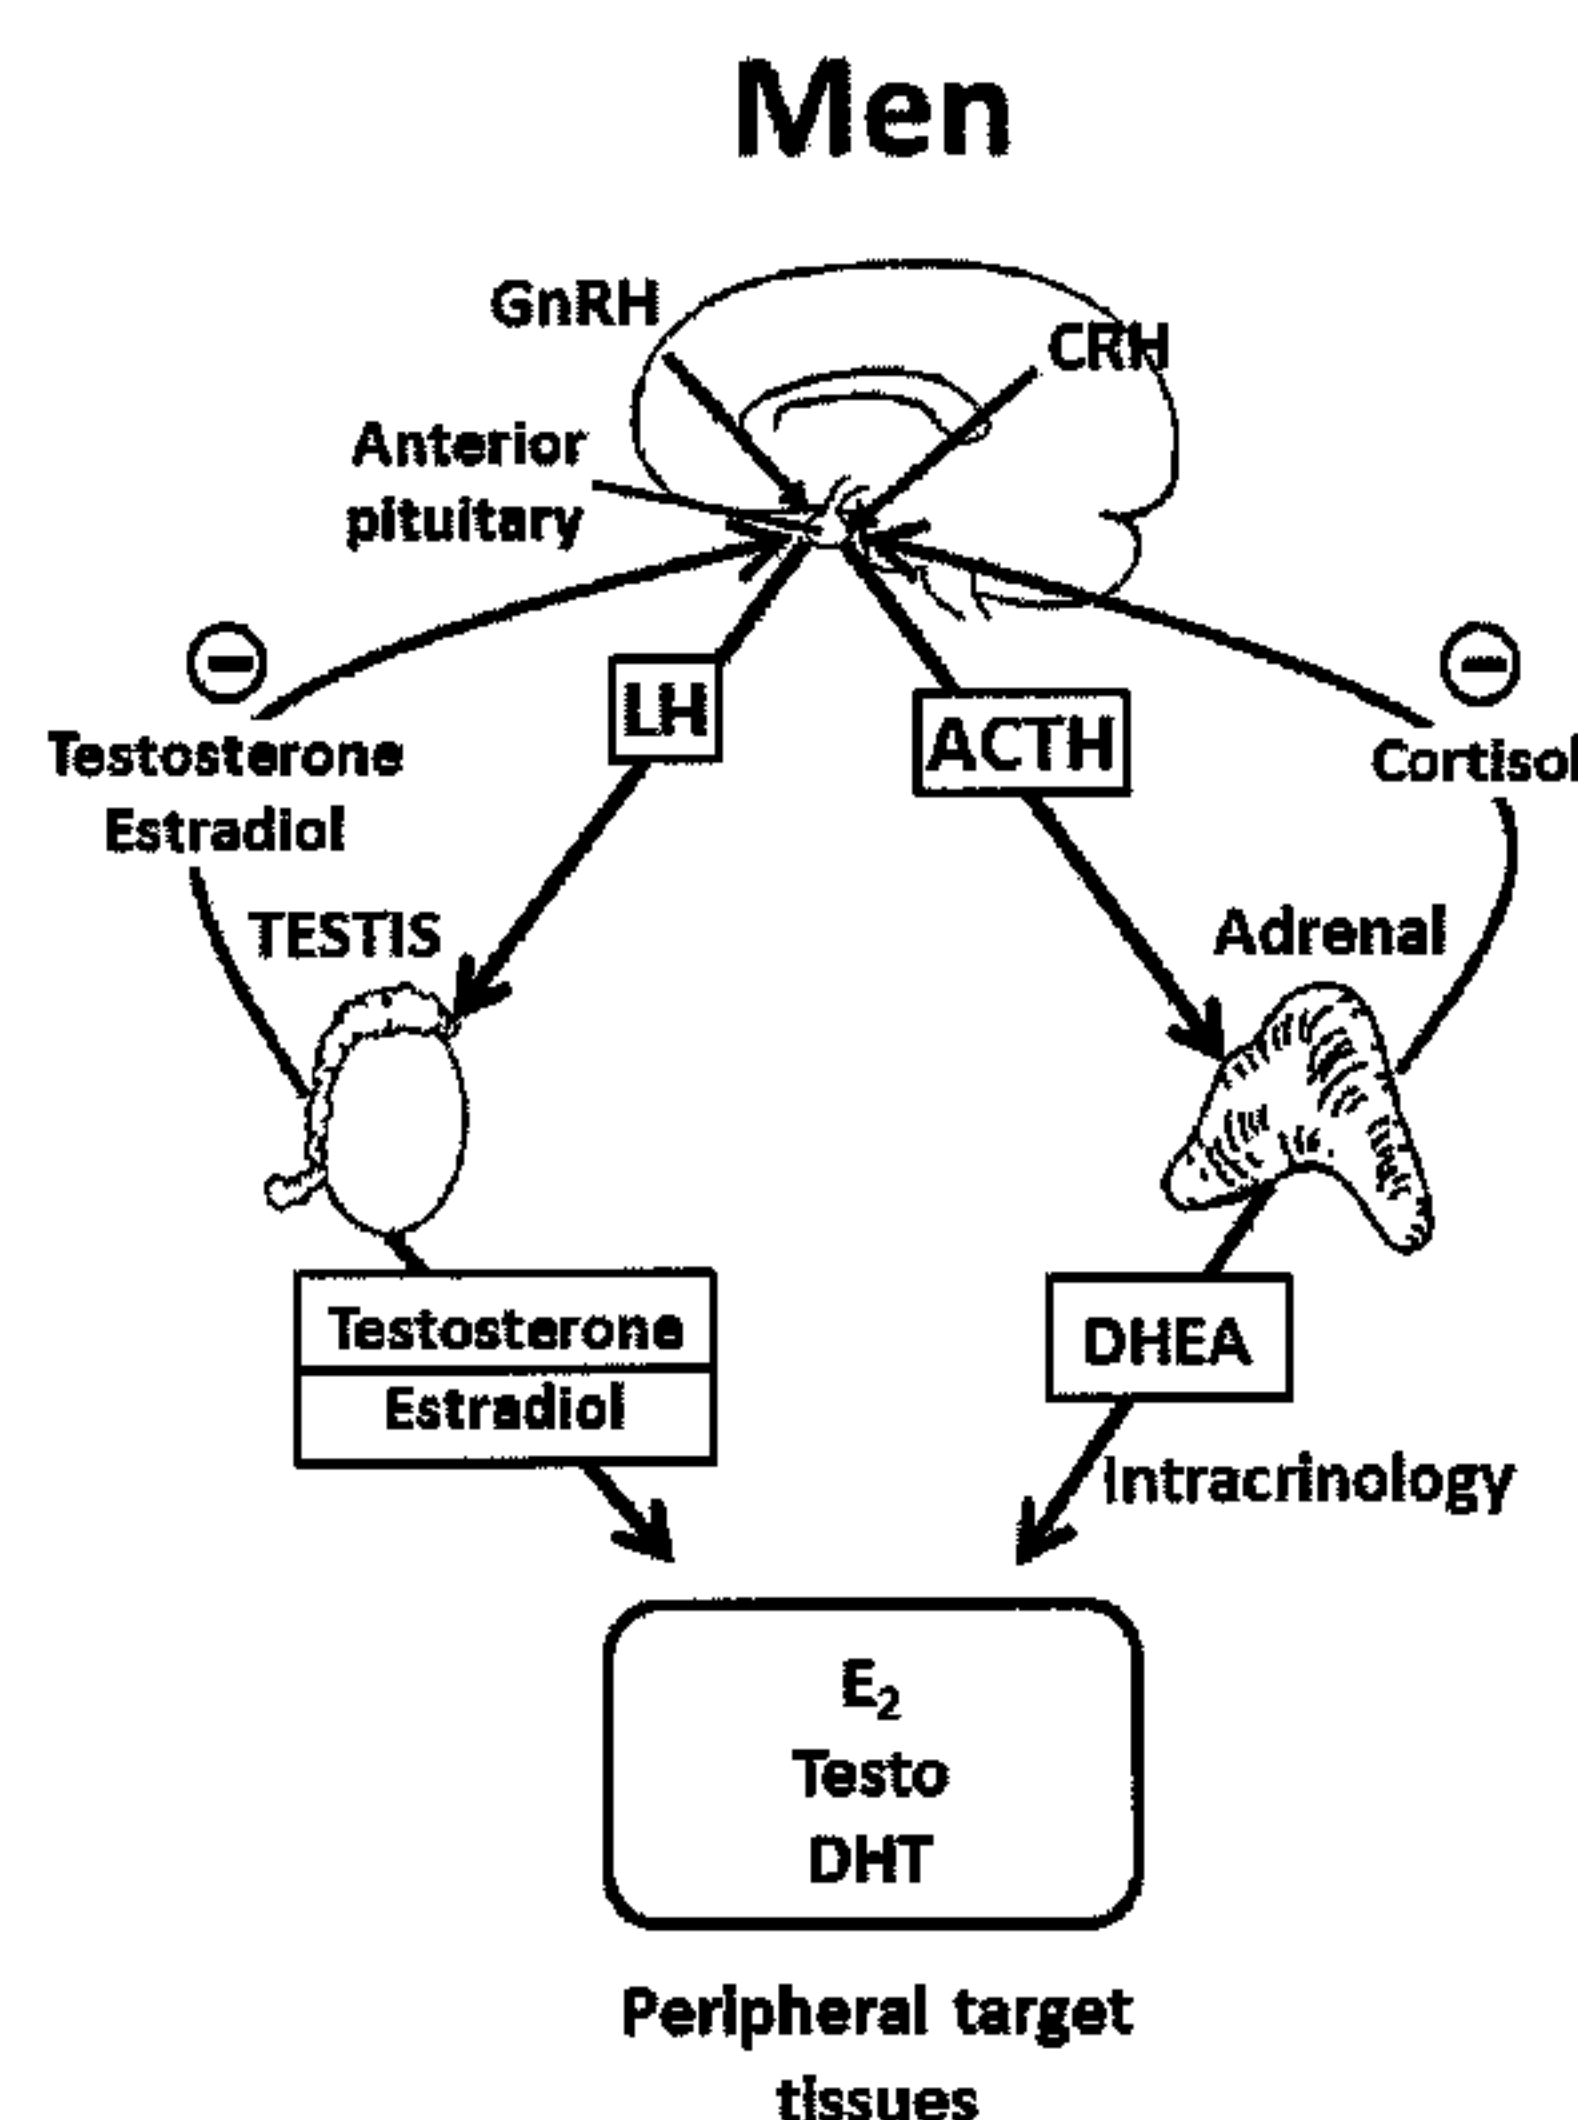 Men
GnRH
CRH
Anterior
pituitary
LH
ACTH
Testosterone
Estradiol
Cortisol
TESTIS
Adrenal
Testosterone
Estradiol
DHEA
Intracrinology
E₂
Testo
DHT
Peripheral target
tissues